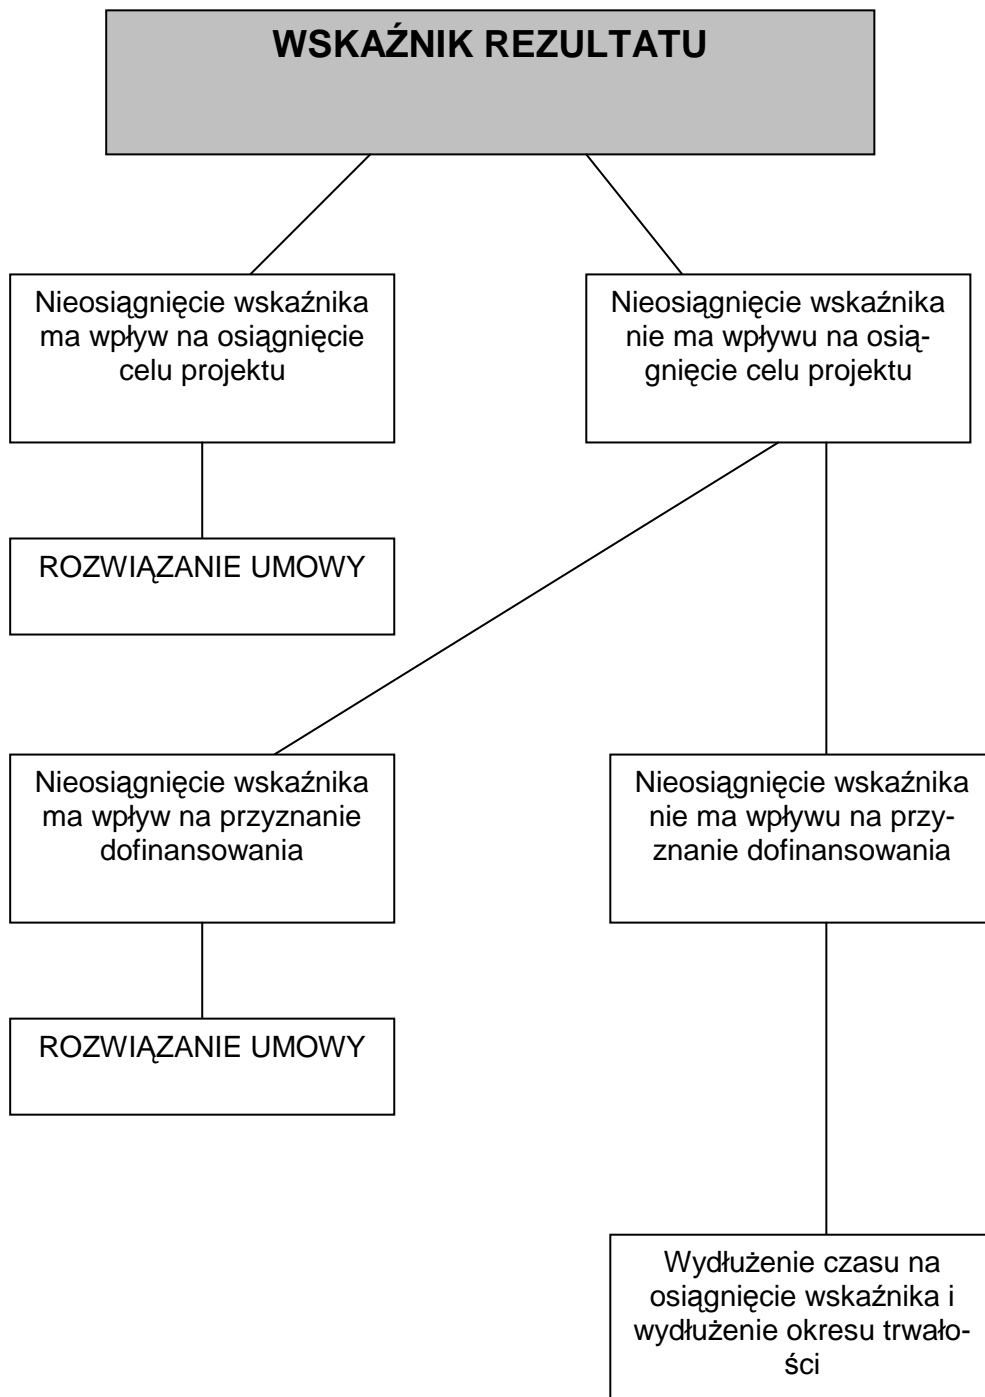 WSKAŹNIK REZULTATU
Nieosiągnięcie wskaźnika
ma wpływ na osiągnięcie
celu projektu
Nieosiągnięcie wskaźnika
nie ma wpływu na osią-
gnięcie celu projektu
ROZWIĄZANIE UMOWY
Nieosiągnięcie wskaźnika
ma wpływ na przyznanie
dofinansowania
Nieosiągnięcie wskaźnika
nie ma wpływu na przy-
znanie dofinansowania
ROZWIĄZANIE UMOWY
Wydłużenie czasu na
osiągnięcie wskaźnika i
wydłużenie okresu trwało-
ści